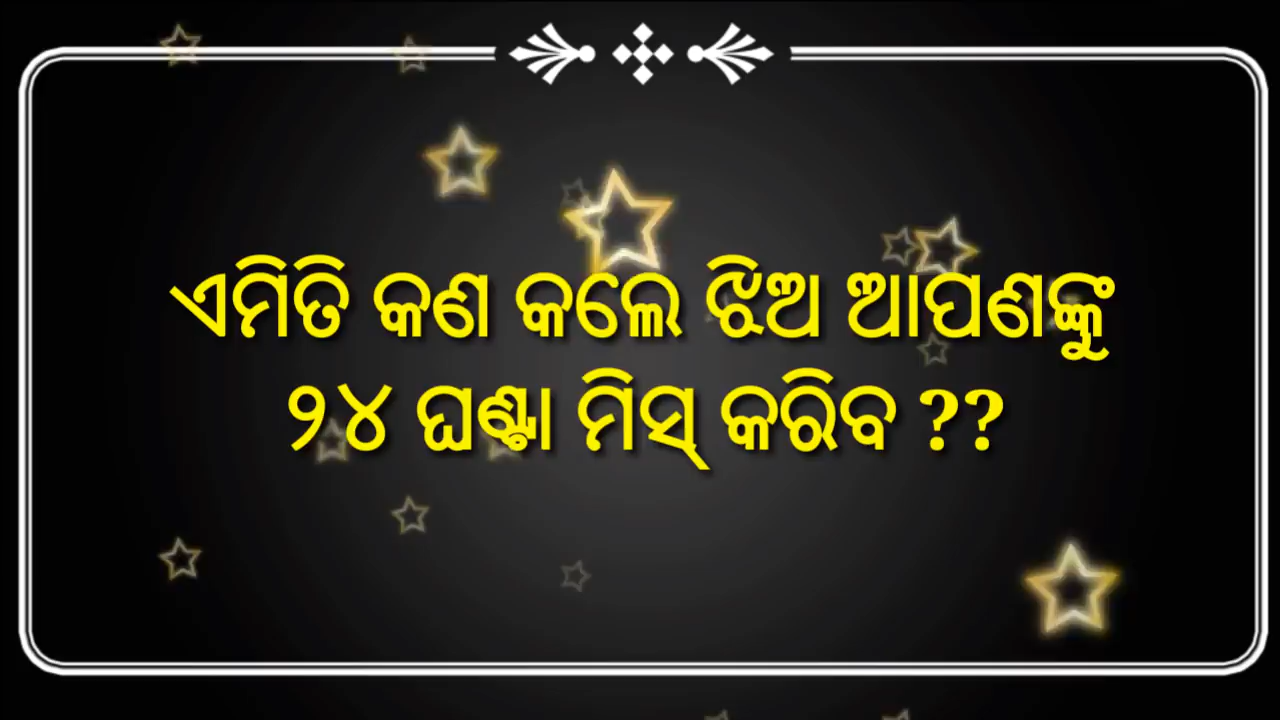 ଏମିତି କଣ କଲେ ଝିଅ ଆପଣଙ୍କୁ
୨୪ ଘଣ୍ଟା ମିସ୍ କରିବ ??